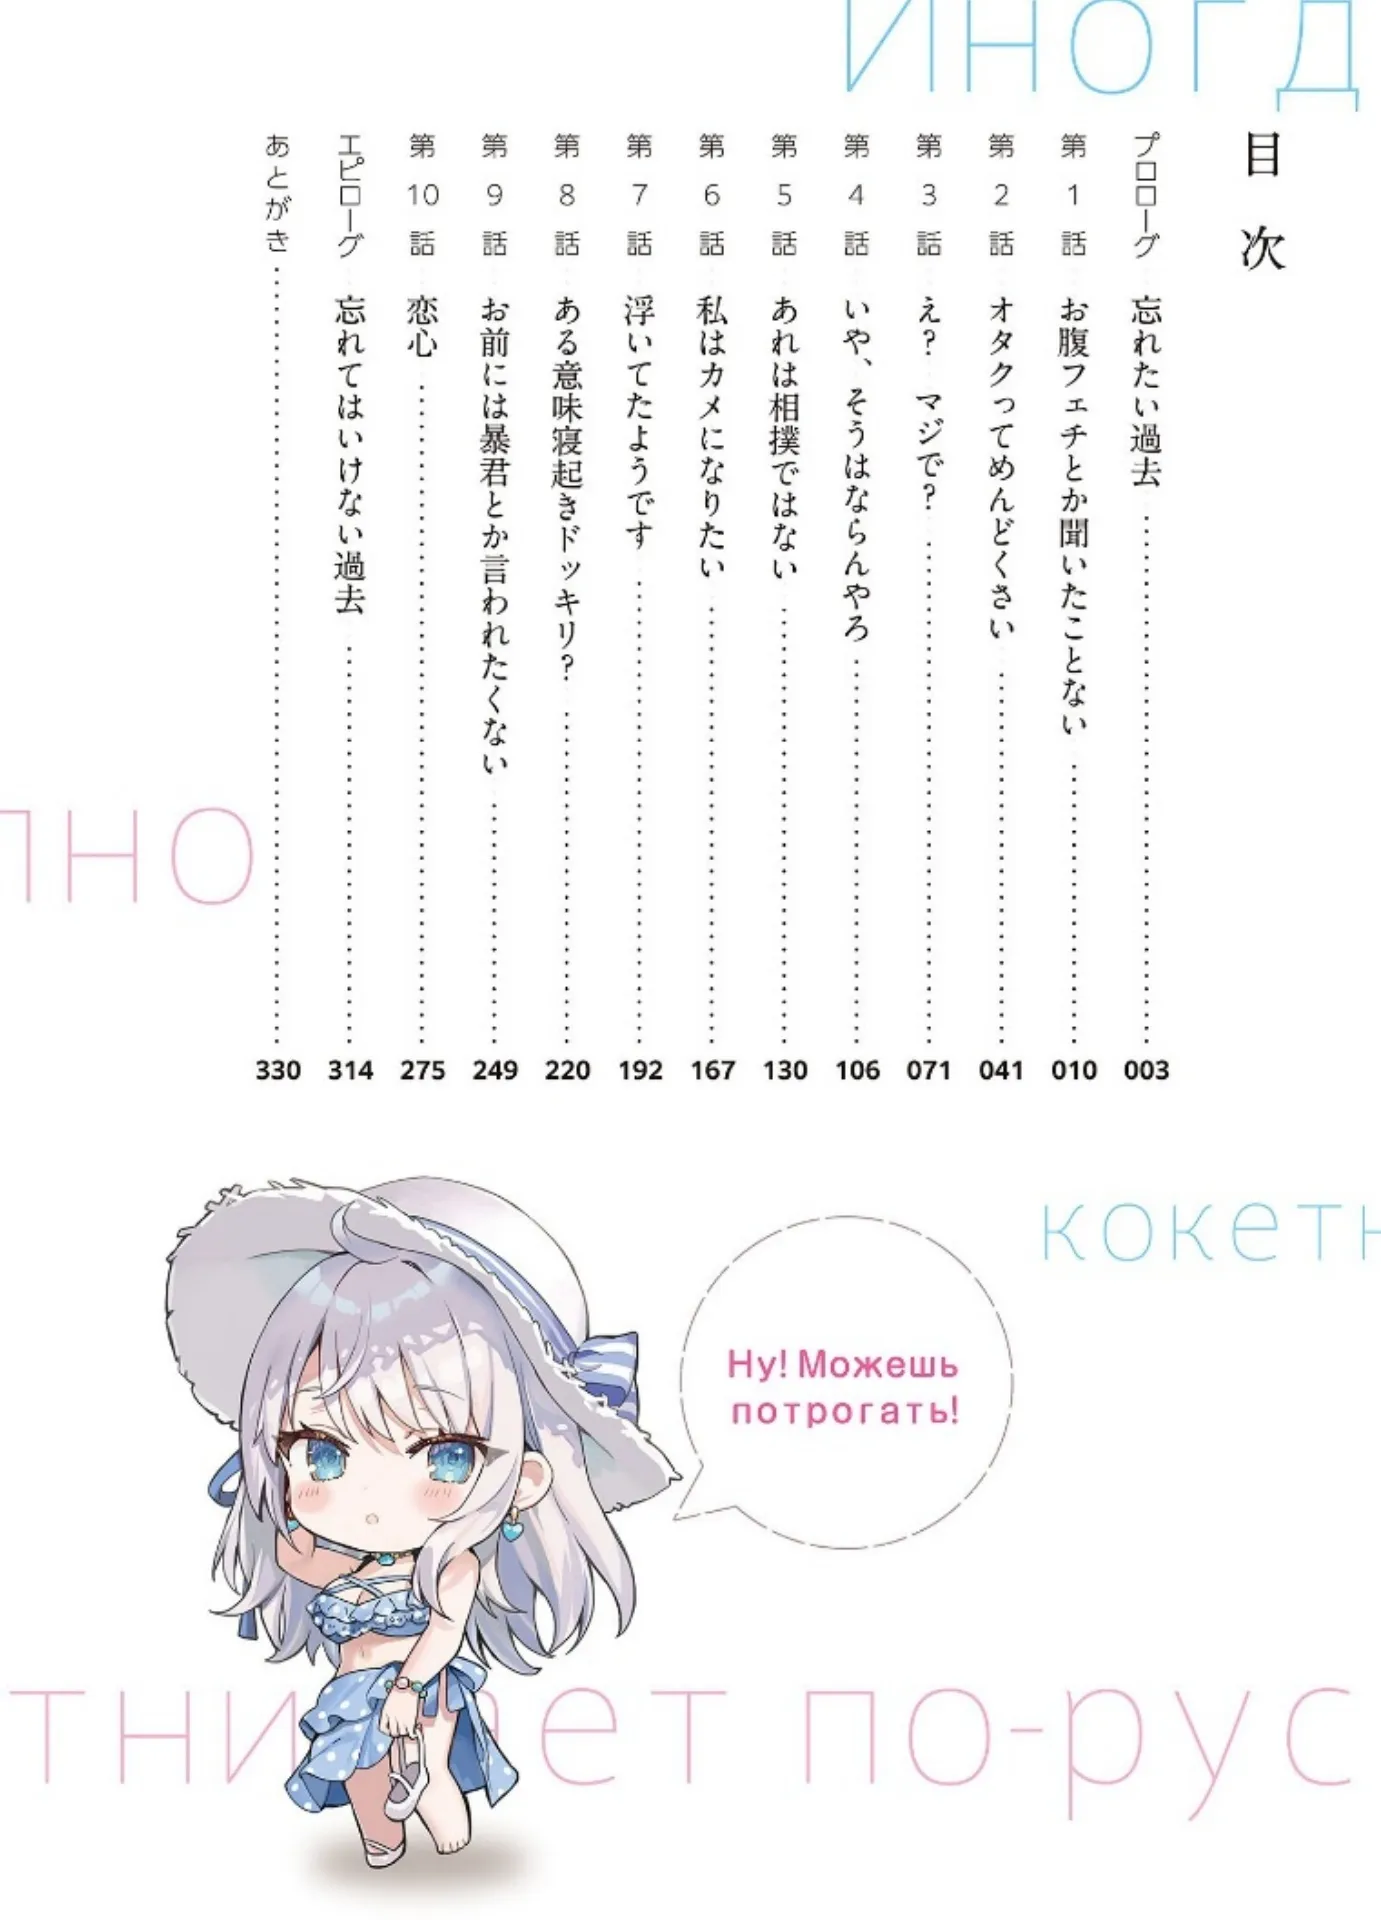 Иногд
目次
プロローグ 忘れたい過去 003
第1話 お腹フェチとか聞いたことない 010
第2話 オタクってめんどくさい 041
第3話 え？ マジで？ 071
第4話 いや、そうはならんやろ 106
第5話 あれは相撲ではない 130
第6話 私はカメになりたい 167
第7話 浮いてたようです 192
第8話 ある意味寝起きドッキリ？ 220
第9話 お前には暴君とか言われたくない 249
第10話 恋心 275
エピローグ 忘れてはいけない過去 314
あとがき 330
лно
кокетн
Ну! Можешь
потрогать!
тни ает по-рус